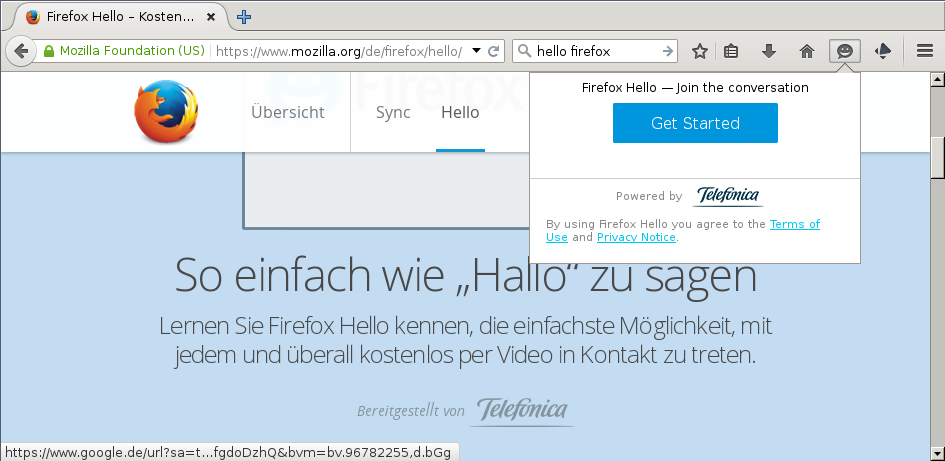 Firefox Hello – Kosten...
Mozilla Foundation (US)
https://www.mozilla.org/de/firefox/hello/
hello firefox
Firefox
Übersicht
Sync
Hello
Firefox Hello — Join the conversation
Get Started
Powered by Telefónica
By using Firefox Hello you agree to the Terms of
Use and Privacy Notice.
So einfach wie „Hallo“ zu sagen
Lernen Sie Firefox Hello kennen, die einfachste Möglichkeit, mit
jedem und überall kostenlos per Video in Kontakt zu treten.
Bereitgestellt von Telefónica
https://www.google.de/url?sa=t...fgdoDzhQ&bvm=bv.96782255,d.bGg